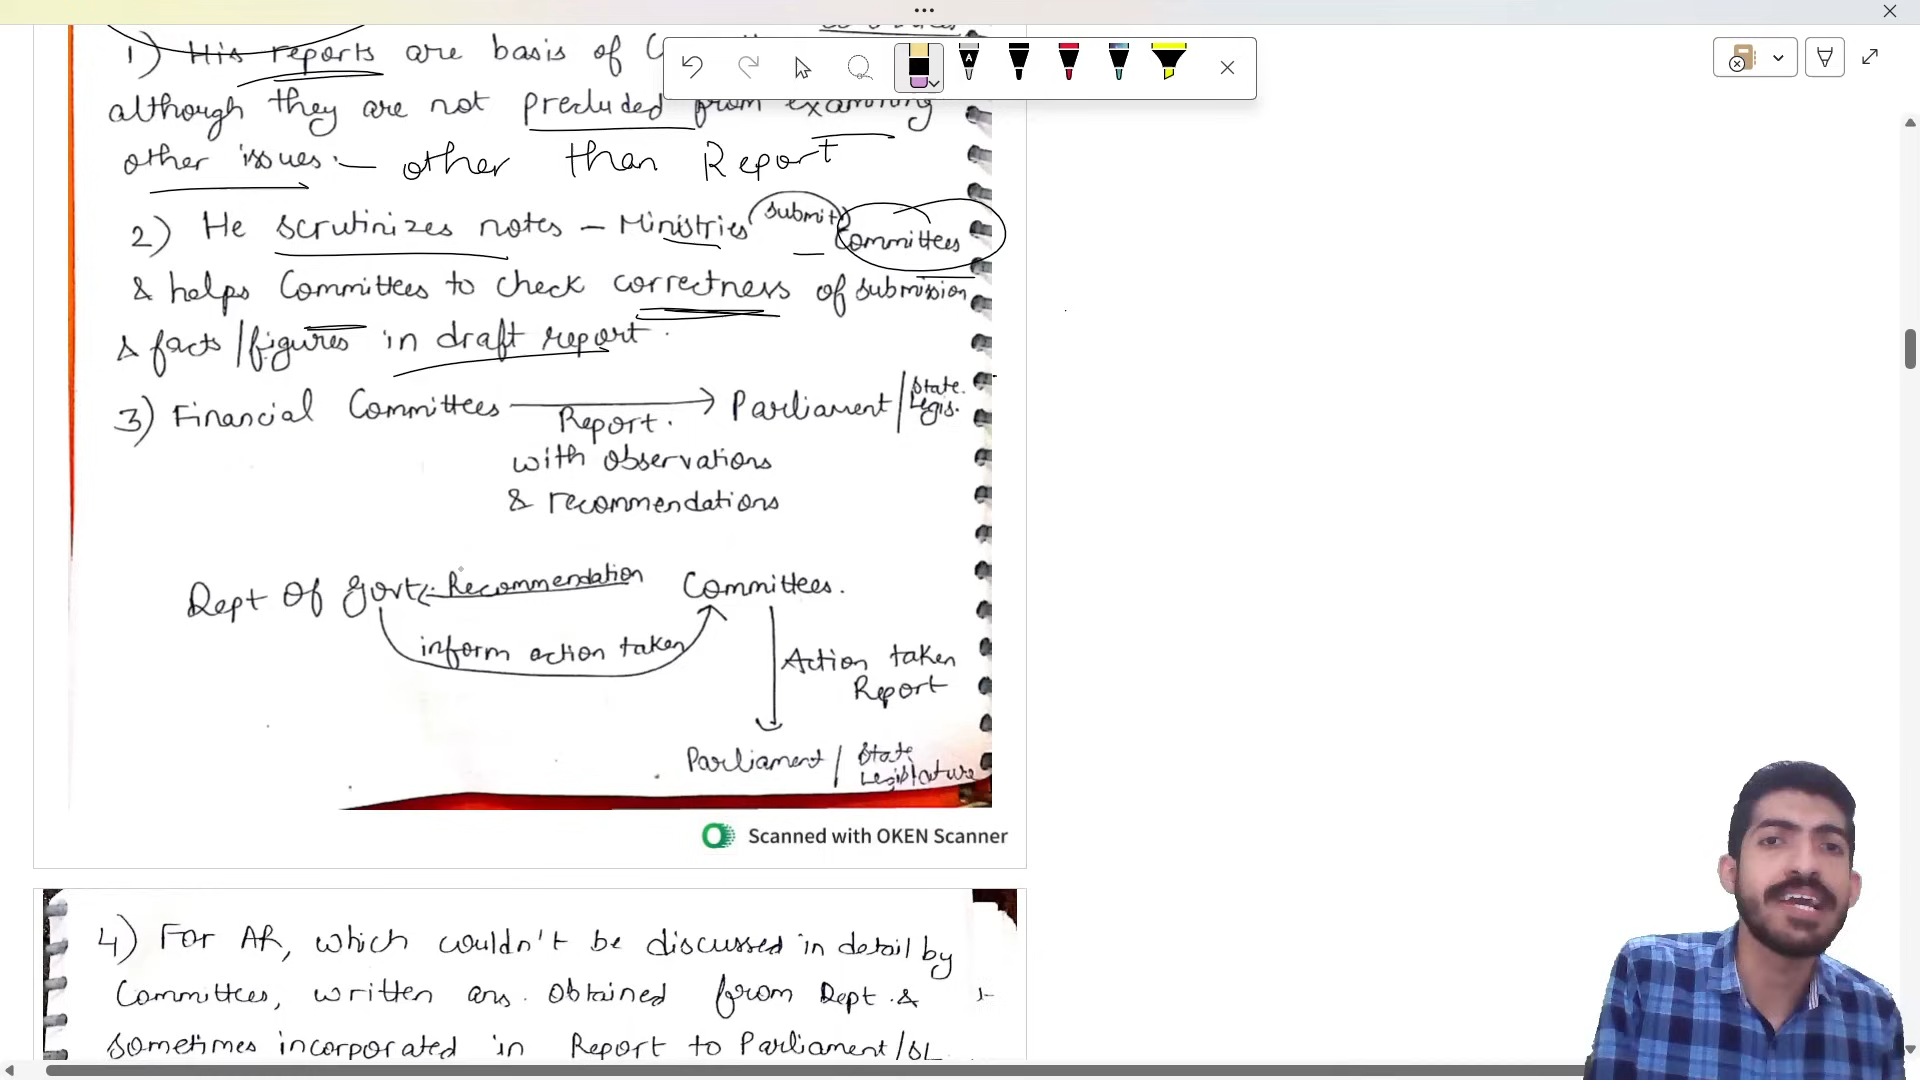 1) His reports are basis of
although they are not precluded from examining
other issues. — other than Report
2) He scrutinizes notes – Ministries submit Committees
& helps Committees to check correctness of submission
& facts/figures in draft report.
3) Financial Committees → Parliament / State. Legis.
Report.
with observations
& recommendations
Dept Of Govt Recommendation Committees.
inform action taken
Action taken
Report
Parliament / State
Legislature
Scanned with OKEN Scanner
4) For AR, which couldn't be discussed in detail by
Committees, written ans. obtained from Dept. &
sometimes incorporated in Report to Parliament/SL